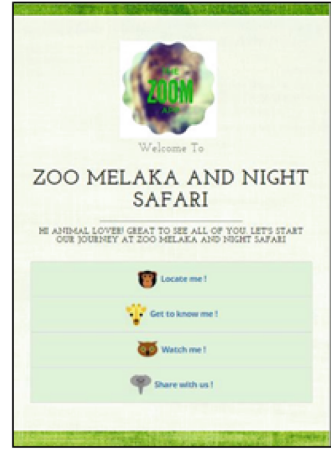 THE
ZOOM
APP
Welcome To
ZOO MELAKA AND NIGHT
SAFARI
HI ANIMAL LOVER! GREAT TO SEE ALL OF YOU. LET'S START
OUR JOURNEY AT ZOO MELAKA AND NIGHT SAFARI
Locate me !
Get to know me !
Watch me !
Share with us !